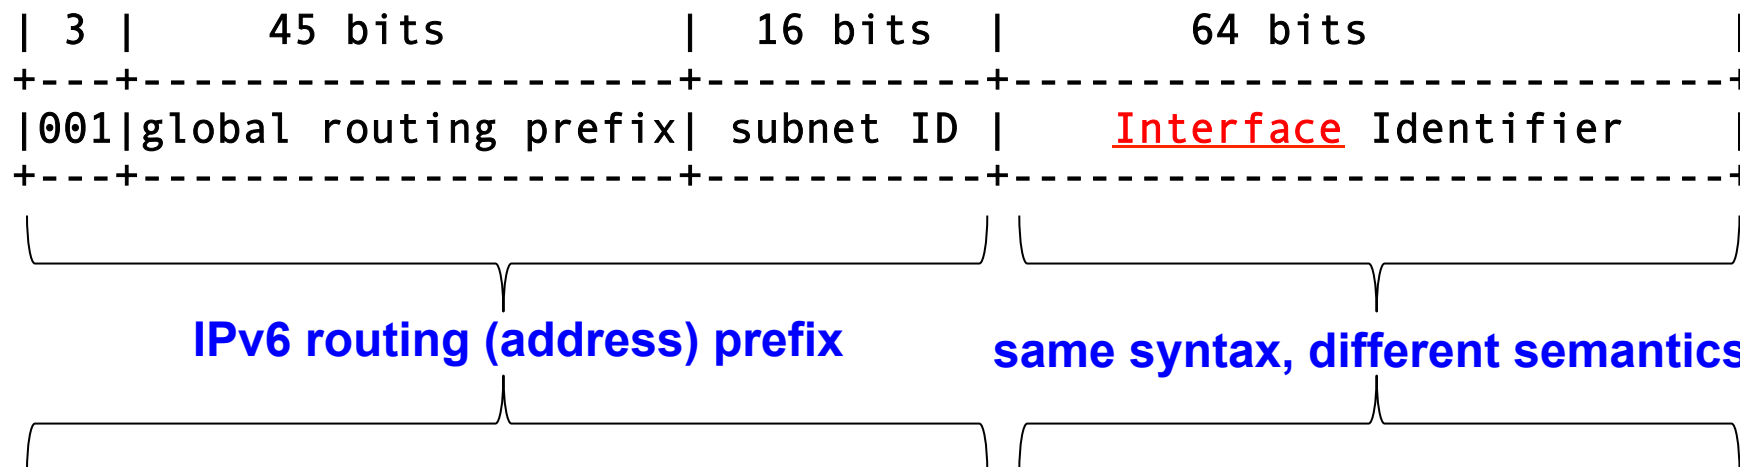 | 3 | 45 bits | 16 bits | 64 bits |
+---+---------------------+-----------+----------------------------+
|001|global routing prefix| subnet ID | Interface Identifier |
+---+---------------------+-----------+----------------------------+
IPv6 routing (address) prefix
same syntax, different semantics